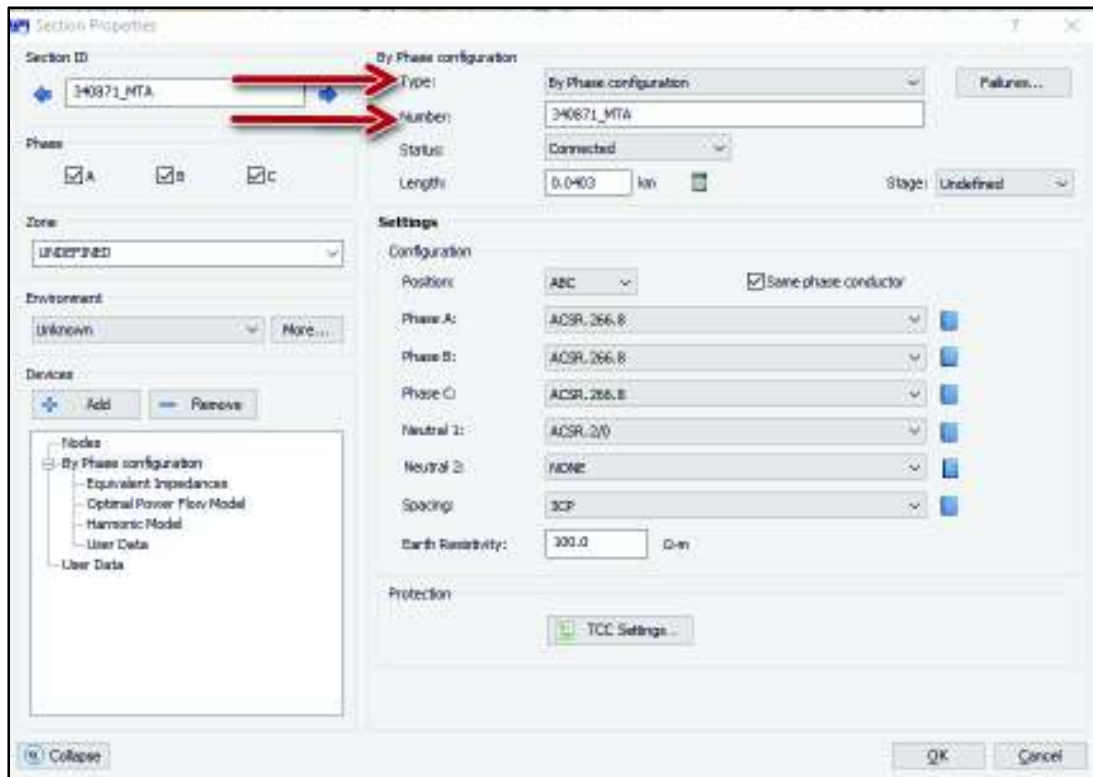 Section Properties
? ×
Section ID
340871_MTA
Phase
A B C
Zone
UNDEFINED
Environment
Unknown
More...
Devices
Add
Remove
Nodes
By Phase configuration
Equivalent Impedances
Optimal Power Flow Model
Harmonic Model
User Data
User Data
By Phase configuration
Type: By Phase configuration
Failures...
Number: 340871_MTA
Status: Connected
Length: 0.0403 km
Stage: Undefined
Settings
Configuration
Position: ABC
Same phase conductor
Phase A: ACSR.266.8
Phase B: ACSR.266.8
Phase C: ACSR.266.8
Neutral 1: ACSR.2/0
Neutral 2: NONE
Spacing: 3CP
Earth Resistivity: 100.0 Ω-m
Protection
TCC Settings...
Collapse
OK
Cancel